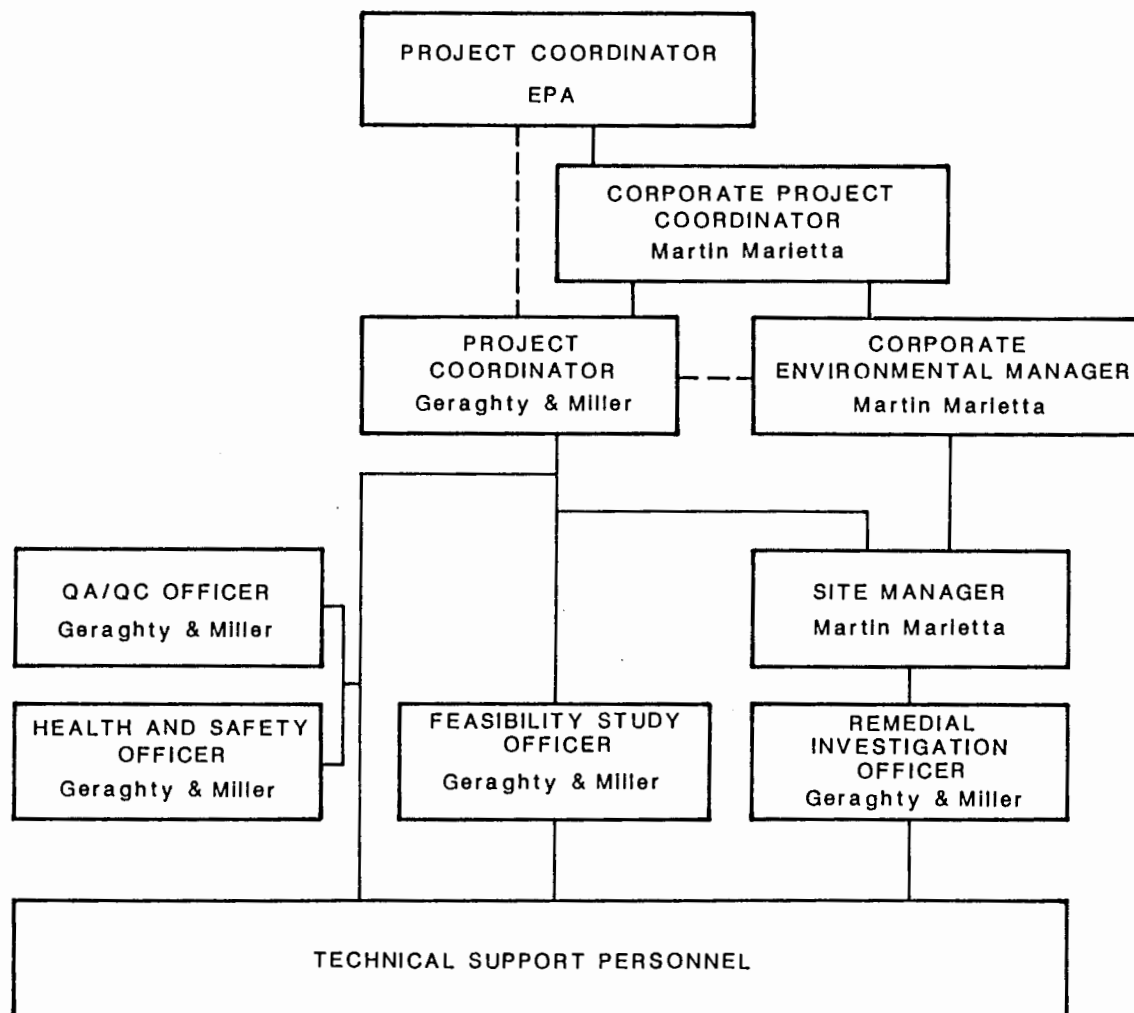 PROJECT COORDINATOR
EPA
CORPORATE PROJECT
COORDINATOR
Martin Marietta
PROJECT
COORDINATOR
Geraghty & Miller
CORPORATE
ENVIRONMENTAL MANAGER
Martin Marietta
QA/QC OFFICER
Geraghty & Miller
SITE MANAGER
Martin Marietta
HEALTH AND SAFETY
OFFICER
Geraghty & Miller
FEASIBILITY STUDY
OFFICER
Geraghty & Miller
REMEDIAL
INVESTIGATION
OFFICER
Geraghty & Miller
TECHNICAL SUPPORT PERSONNEL